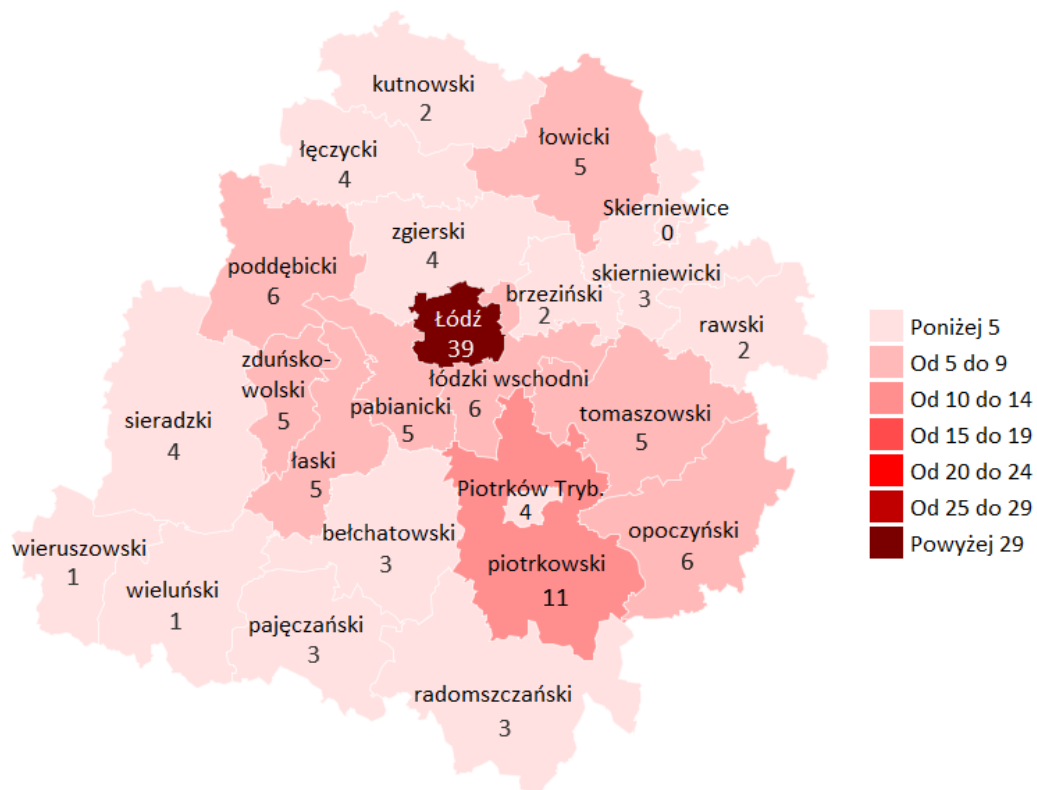 kutnowski
2
łowicki
5
łęczycki
4
Skierniewice
0
zgierski
4
poddębicki
6
skierniewicki
3
brzeziński
2
rawski
2
Łódź
39
zduńsko-
wolski
5
łódzki wschodni
6
pabianicki
5
tomaszowski
5
sieradzki
4
łaski
5
Piotrków Tryb.
4
bełchatowski
3
opoczyński
6
wieruszowski
1
piotrkowski
11
wieluński
1
pajęczański
3
radomszczański
3
Poniżej 5
Od 5 do 9
Od 10 do 14
Od 15 do 19
Od 20 do 24
Od 25 do 29
Powyżej 29